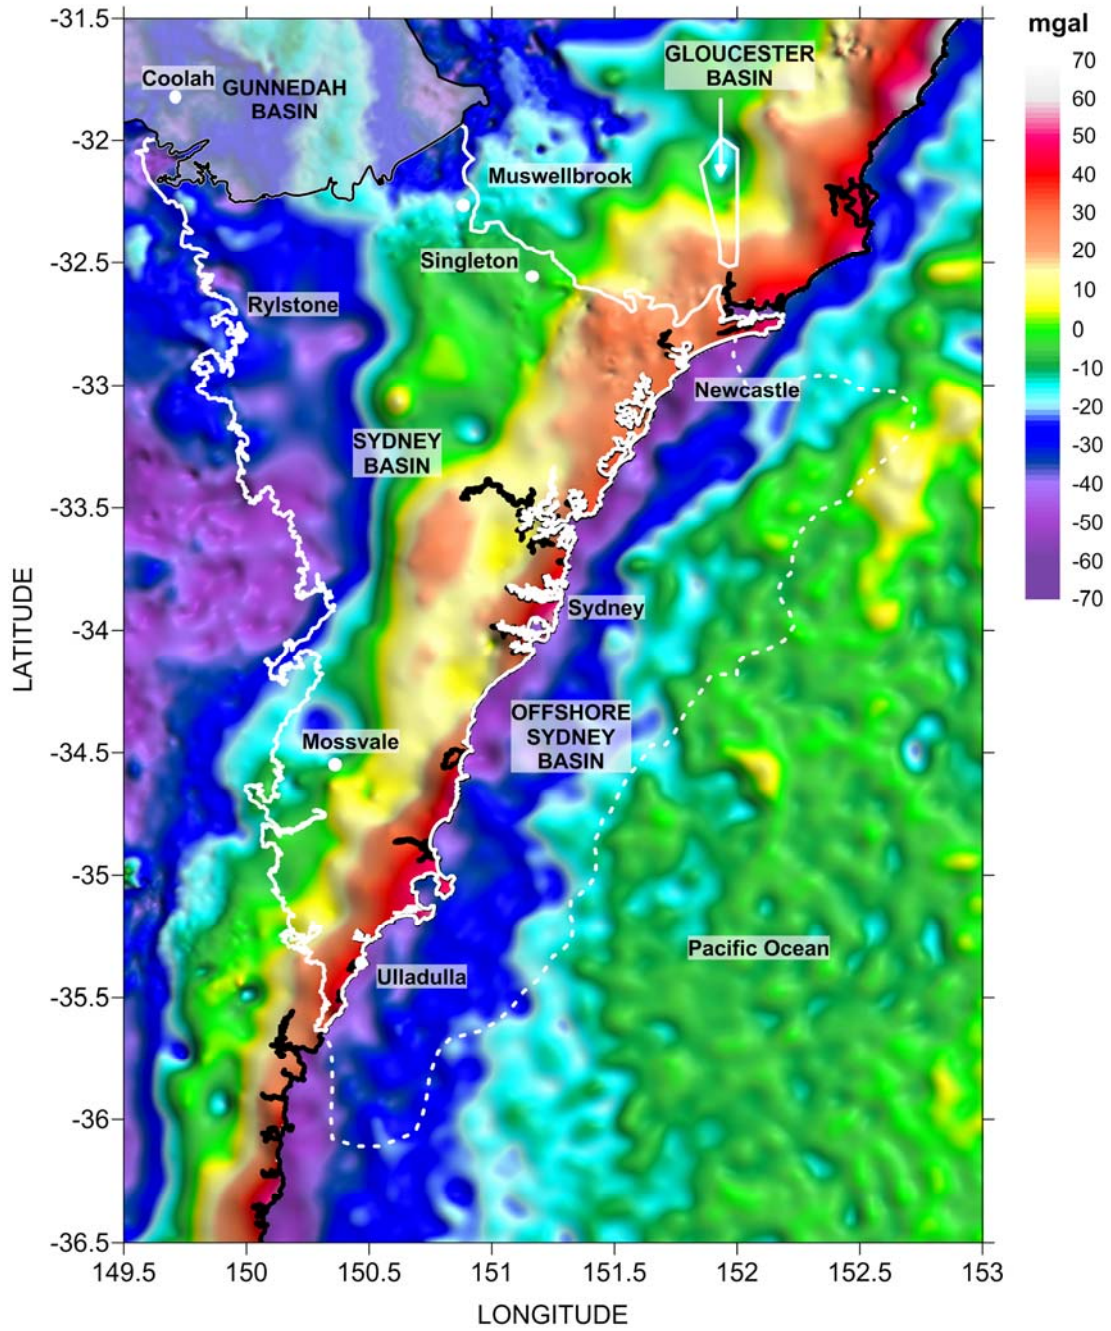 mgal
70
60
50
40
30
20
10
0
-10
-20
-30
-40
-50
-60
-70
-31.5
-32
-32.5
-33
-33.5
-34
-34.5
-35
-35.5
-36
-36.5
LATITUDE
Coolah
GUNNEDAH
BASIN
GLOUCESTER
BASIN
Muswellbrook
Singleton
Rylstone
Newcastle
SYDNEY
BASIN
Sydney
OFFSHORE
SYDNEY
BASIN
Mossvale
Pacific Ocean
Ulladulla
149.5
150
150.5
151
151.5
152
152.5
153
LONGITUDE